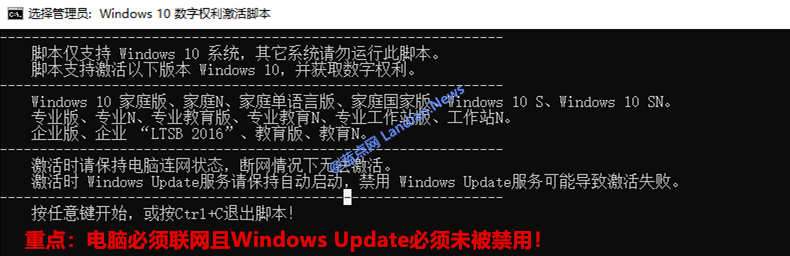 选择管理员: Windows 10 数字权利激活脚本
脚本仅支持 Windows 10 系统，其它系统请勿运行此脚本。
脚本支持激活以下版本 Windows 10，并获取数字权利。
Windows 10 家庭版、家庭N、家庭单语言版、家庭国家版、Windows 10 S、Windows 10 SN。
专业版、专业N、专业教育版、专业教育N、专业工作站版、工作站N。
企业版、企业 “LTSB 2016”、教育版、教育N。
@蓝点网 Landian.News
激活时请保持电脑连网状态，断网情况下无法激活。
激活时 Windows Update服务请保持自动启动，禁用 Windows Update服务可能导致激活失败。
按任意键开始，或按Ctrl+C退出脚本!
重点：电脑必须联网且Windows Update必须未被禁用！